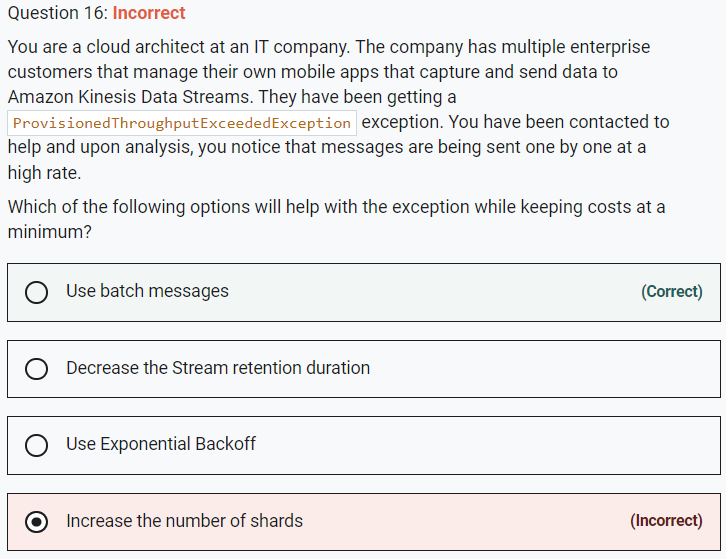 Question 16: Incorrect
You are a cloud architect at an IT company. The company has multiple enterprise
customers that manage their own mobile apps that capture and send data to
Amazon Kinesis Data Streams. They have been getting a
ProvisionedThroughputExceededException exception. You have been contacted to
help and upon analysis, you notice that messages are being sent one by one at a
high rate.
Which of the following options will help with the exception while keeping costs at a
minimum?
Use batch messages (Correct)
Decrease the Stream retention duration
Use Exponential Backoff
Increase the number of shards (Incorrect)